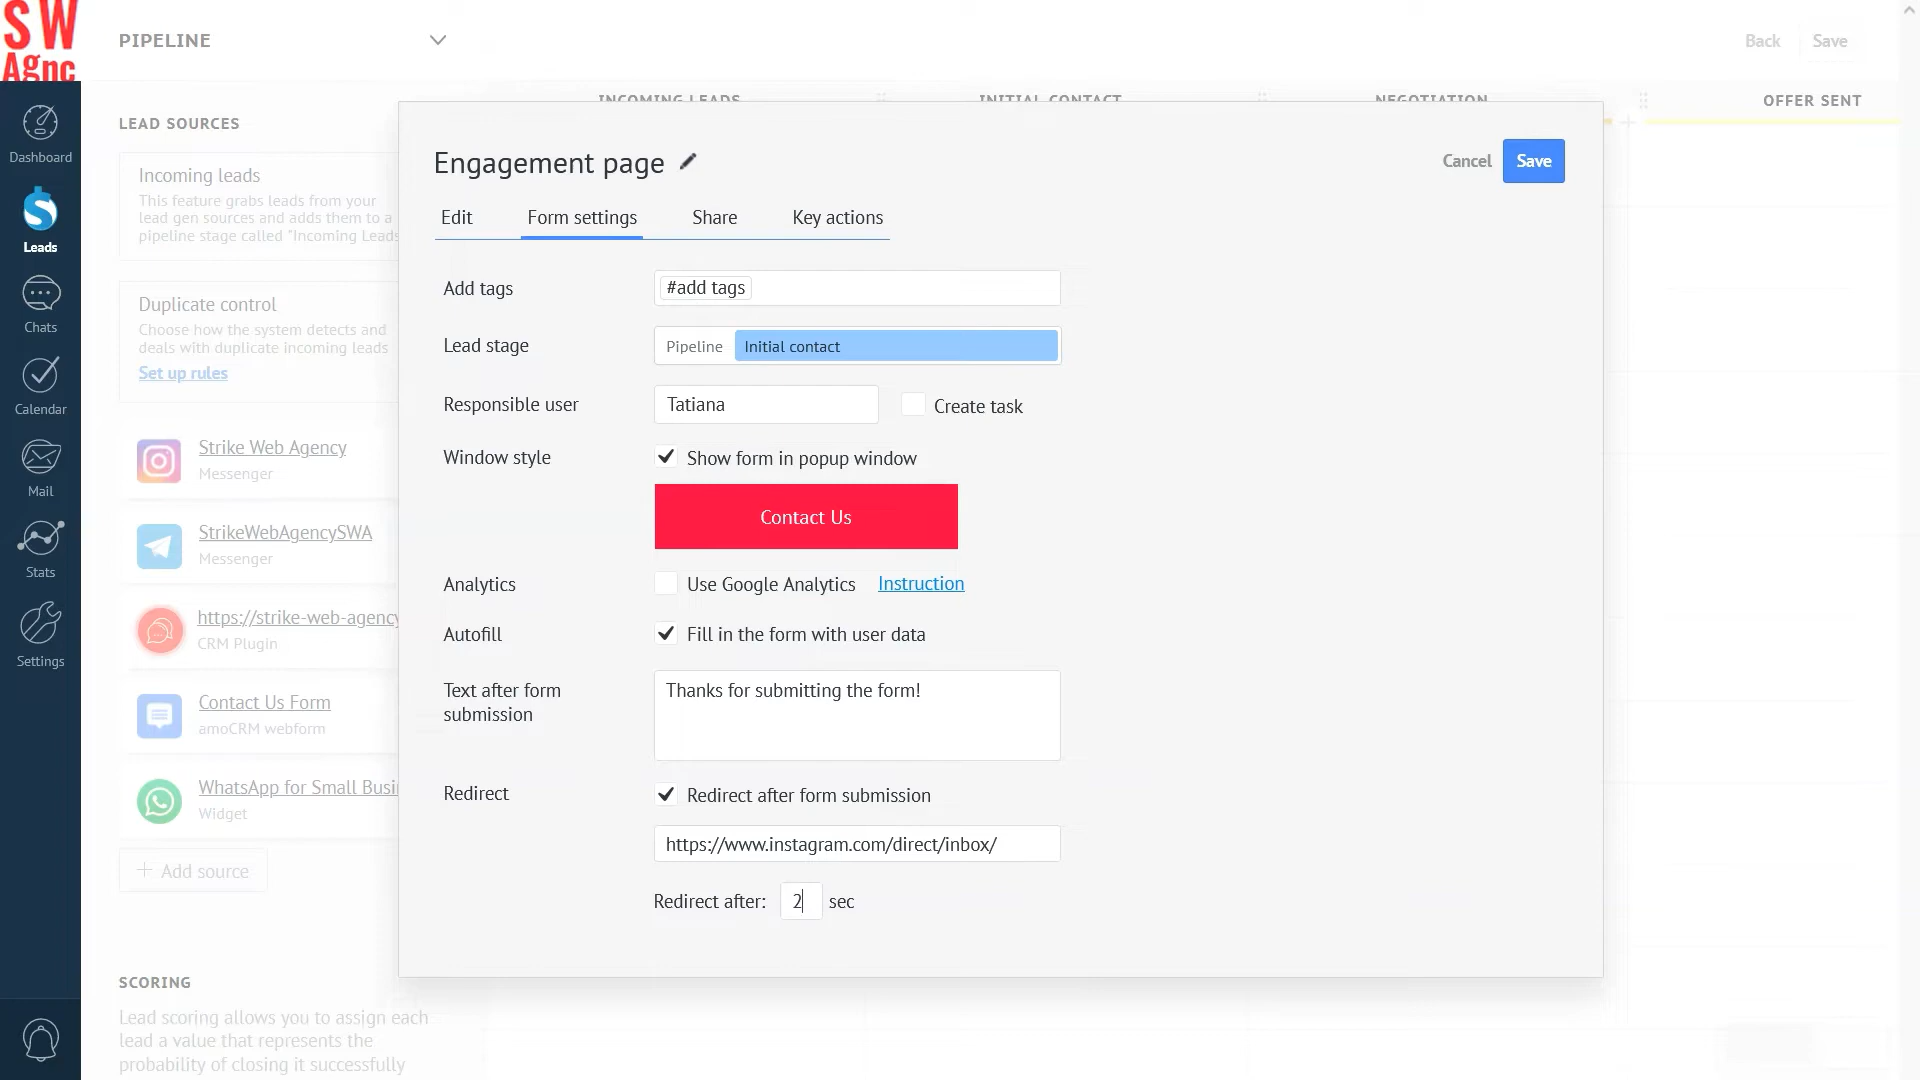 SW
Agnc
PIPELINE
Back
Save
Dashboard
Leads
Chats
Calendar
Mail
Stats
Settings
LEAD SOURCES
Incoming leads
This feature grabs leads from your
lead gen sources and adds them to a
pipeline stage called "Incoming Leads
Duplicate control
Choose how the system detects and
deals with duplicate incoming leads
Set up rules
Strike Web Agency
Messenger
StrikeWebAgencySWA
Messenger
https://strike-web-agency
CRM Plugin
Contact Us Form
amoCRM webform
WhatsApp for Small Busi
Widget
+ Add source
SCORING
Lead scoring allows you to assign each
lead a value that represents the
probability of closing it successfully
INCOMING LEADS
INITIAL CONTACT
NEGOTIATION
OFFER SENT
Engagement page
Cancel
Save
Edit
Form settings
Share
Key actions
Add tags
#add tags
Lead stage
Pipeline
Initial contact
Responsible user
Tatiana
Create task
Window style
Show form in popup window
Contact Us
Analytics
Use Google Analytics
Instruction
Autofill
Fill in the form with user data
Text after form
submission
Thanks for submitting the form!
Redirect
Redirect after form submission
https://www.instagram.com/direct/inbox/
Redirect after: 2 sec